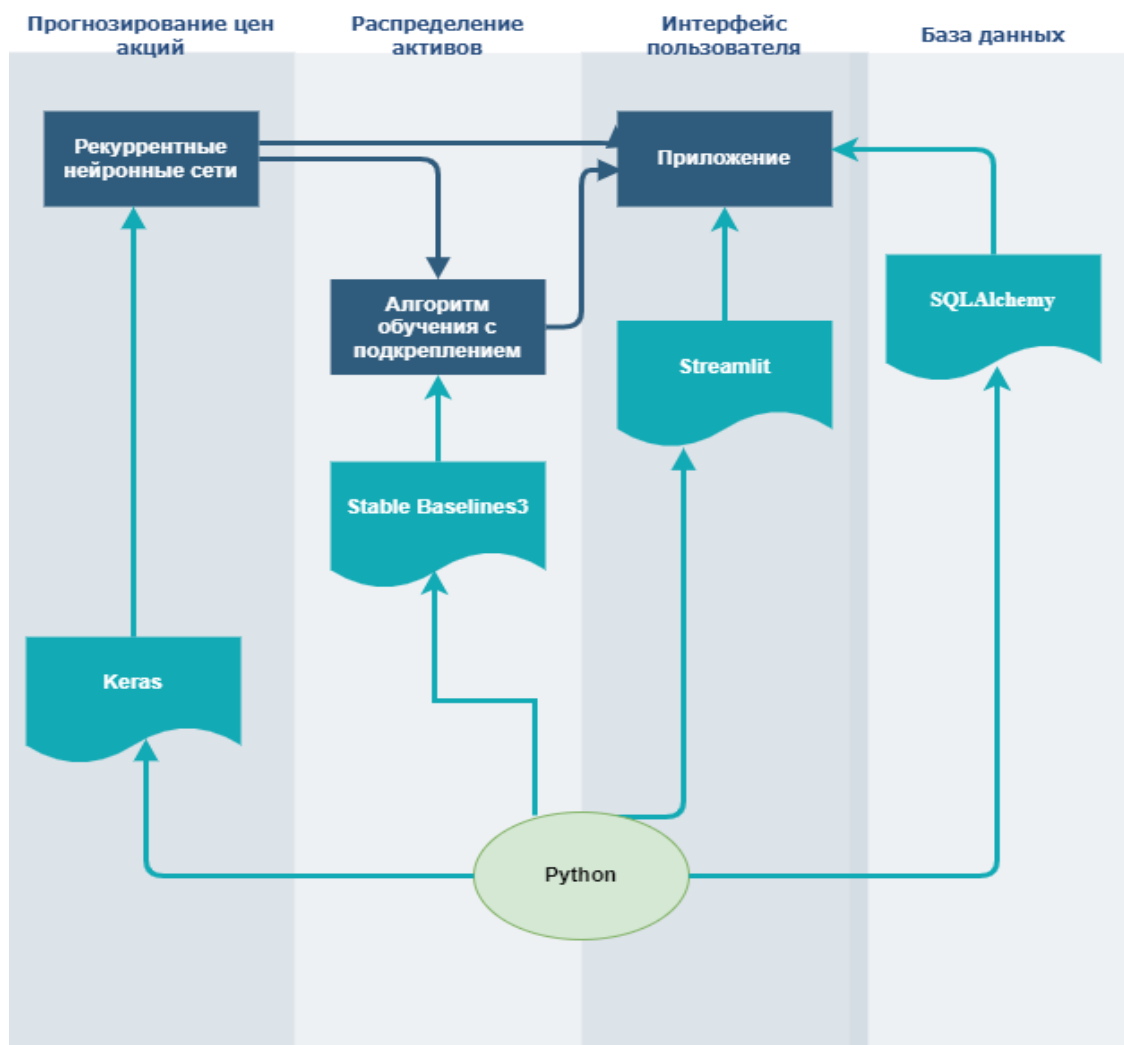 Прогнозирование цен
акций
Распределение
активов
Интерфейс
пользователя
База данных
Рекуррентные
нейронные сети
Приложение
Алгоритм
обучения с
подкреплением
SQLAlchemy
Streamlit
Stable Baselines3
Keras
Python